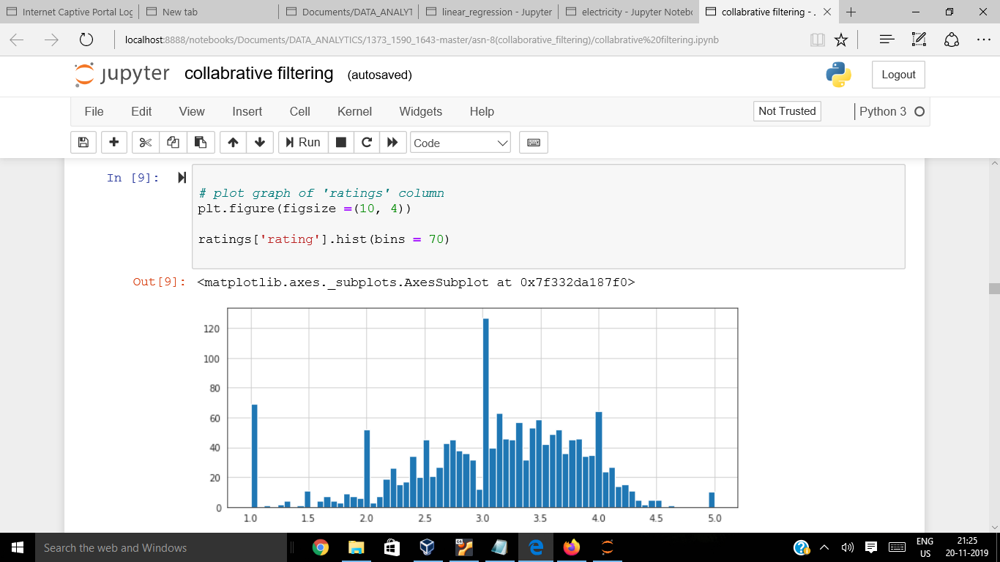 Internet Captive Portal Log New tab Documents/DATA_ANALYT linear_regression - Jupyter electricity - Jupyter Notebo collabrative filtering - .
localhost:8888/notebooks/Documents/DATA_ANALYTICS/1373_1590_1643-master/asn-8(collaborative_filtering)/collabrative%20filtering.ipynb
jupyter collabrative filtering (autosaved) Logout
File Edit View Insert Cell Kernel Widgets Help Not Trusted Python 3
Run Code
In [9]:
# plot graph of 'ratings' column
plt.figure(figsize =(10, 4))
ratings['rating'].hist(bins = 70)
Out[9]: <matplotlib.axes._subplots.AxesSubplot at 0x7f332da187f0>
120
100
80
60
40
20
0
1.0 1.5 2.0 2.5 3.0 3.5 4.0 4.5 5.0
Search the web and Windows ENG 21:25
US 20-11-2019